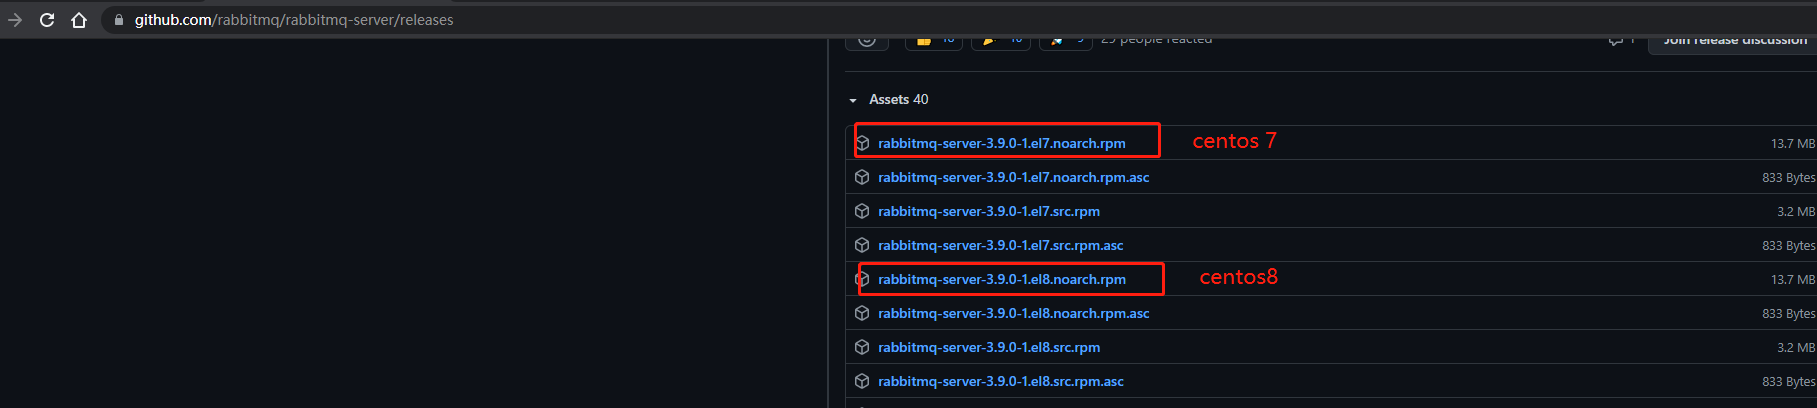 github.com/rabbitmq/rabbitmq-server/releases
10 10 9 25 people reacted 1 Join release discussion
Assets 40
rabbitmq-server-3.9.0-1.el7.noarch.rpm centos 7 13.7 MB
rabbitmq-server-3.9.0-1.el7.noarch.rpm.asc 833 Bytes
rabbitmq-server-3.9.0-1.el7.src.rpm 3.2 MB
rabbitmq-server-3.9.0-1.el7.src.rpm.asc 833 Bytes
rabbitmq-server-3.9.0-1.el8.noarch.rpm centos8 13.7 MB
rabbitmq-server-3.9.0-1.el8.noarch.rpm.asc 833 Bytes
rabbitmq-server-3.9.0-1.el8.src.rpm 3.2 MB
rabbitmq-server-3.9.0-1.el8.src.rpm.asc 833 Bytes